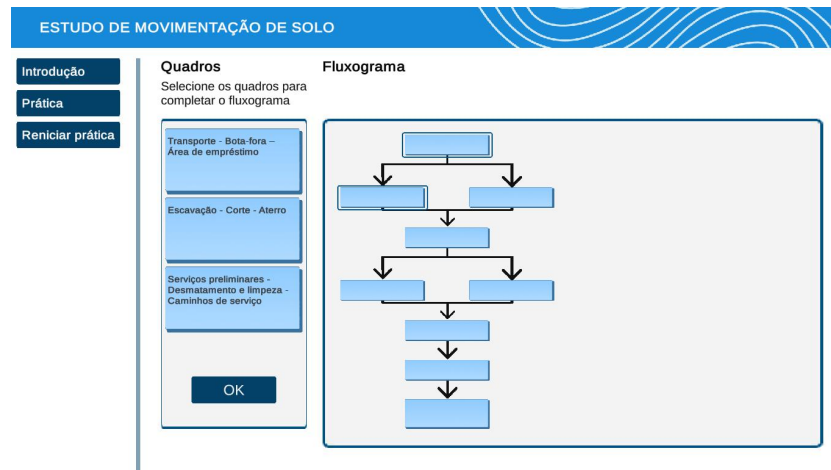 ESTUDO DE MOVIMENTAÇÃO DE SOLO
Introdução
Prática
Reniciar prática
Quadros
Selecione os quadros para
completar o fluxograma
Transporte - Bota-fora –
Área de empréstimo
Escavação - Corte - Aterro
Serviços preliminares -
Desmatamento e limpeza -
Caminhos de serviço
OK
Fluxograma